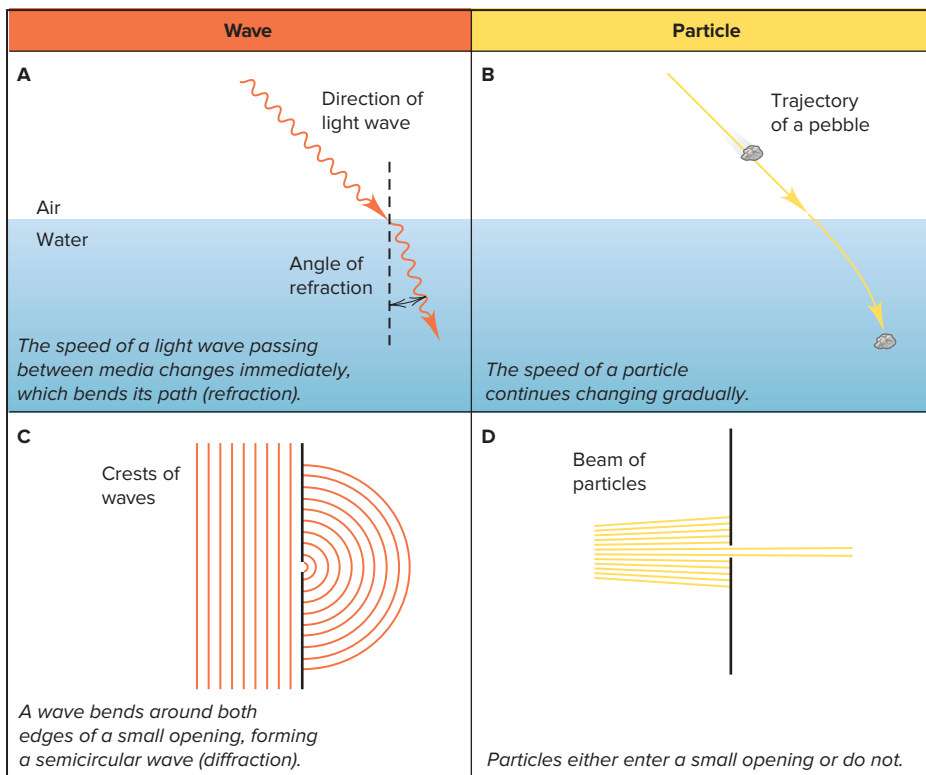 Wave
Particle
A
Direction of
light wave
Air
Water
Angle of
refraction
The speed of a light wave passing
between media changes immediately,
which bends its path (refraction).
B
Trajectory
of a pebble
The speed of a particle
continues changing gradually.
C
Crests of
waves
A wave bends around both
edges of a small opening, forming
a semicircular wave (diffraction).
D
Beam of
particles
Particles either enter a small opening or do not.